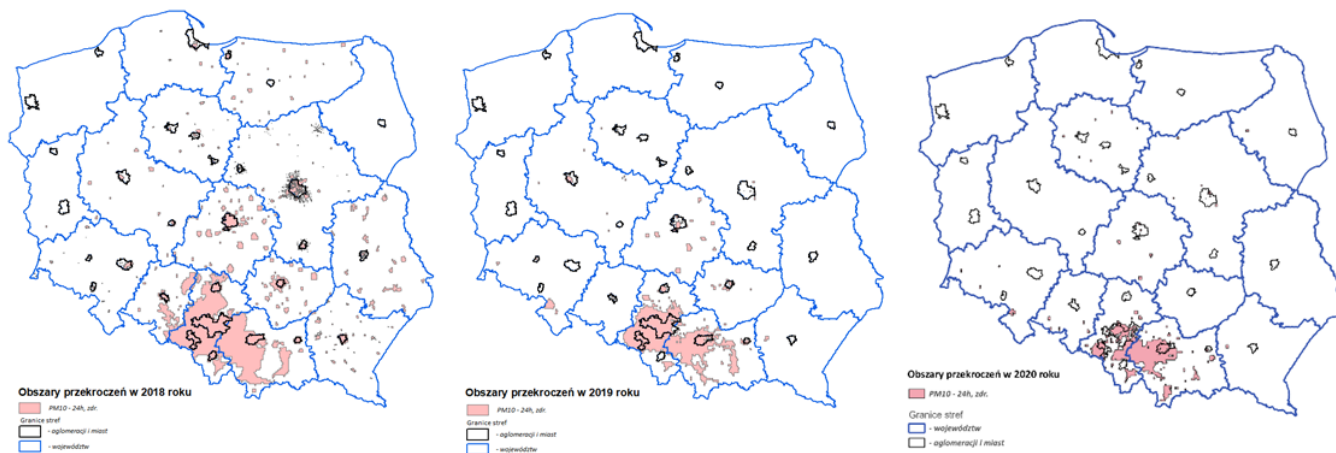 Obszary przekroczeń w 2018 roku
PM10 - 24h, zdr.
Granice stref
- aglomeracji i miast
- województw
Obszary przekroczeń w 2019 roku
PM10 - 24h, zdr.
Granice stref
- aglomeracji i miast
- województw
Obszary przekroczeń w 2020 roku
PM10 - 24h, zdr.
Granice stref
- województw
- aglomeracji i miast